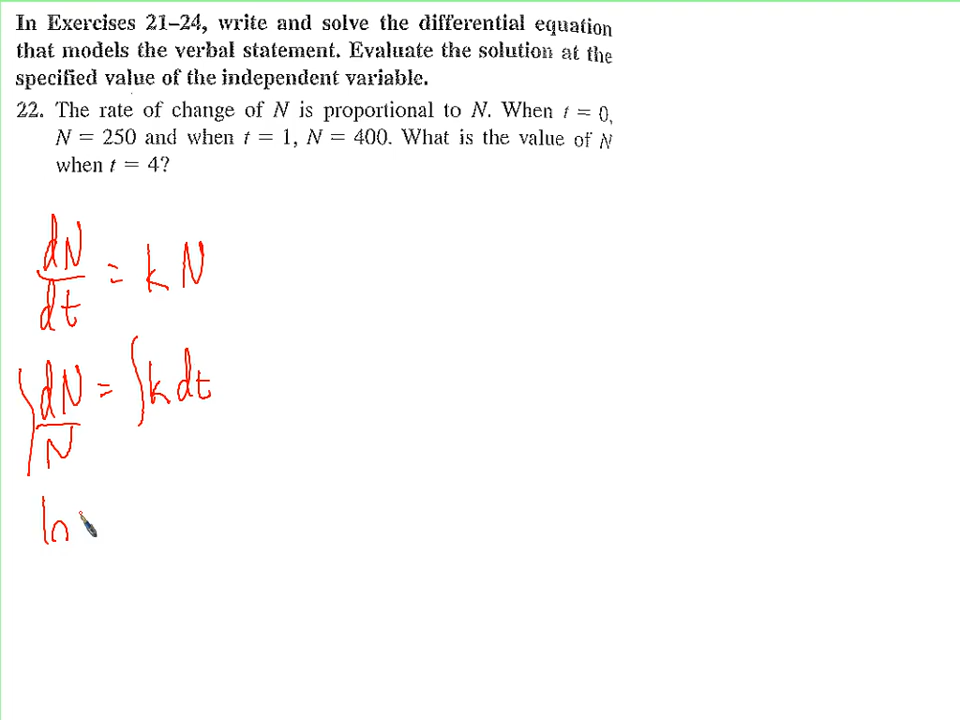 In Exercises 21–24, write and solve the differential equation
that models the verbal statement. Evaluate the solution at the
specified value of the independent variable.
22. The rate of change of N is proportional to N. When t = 0,
N = 250 and when t = 1, N = 400. What is the value of N
when t = 4?
dN/dt = kN
∫ dN/N = ∫ k dt
ln